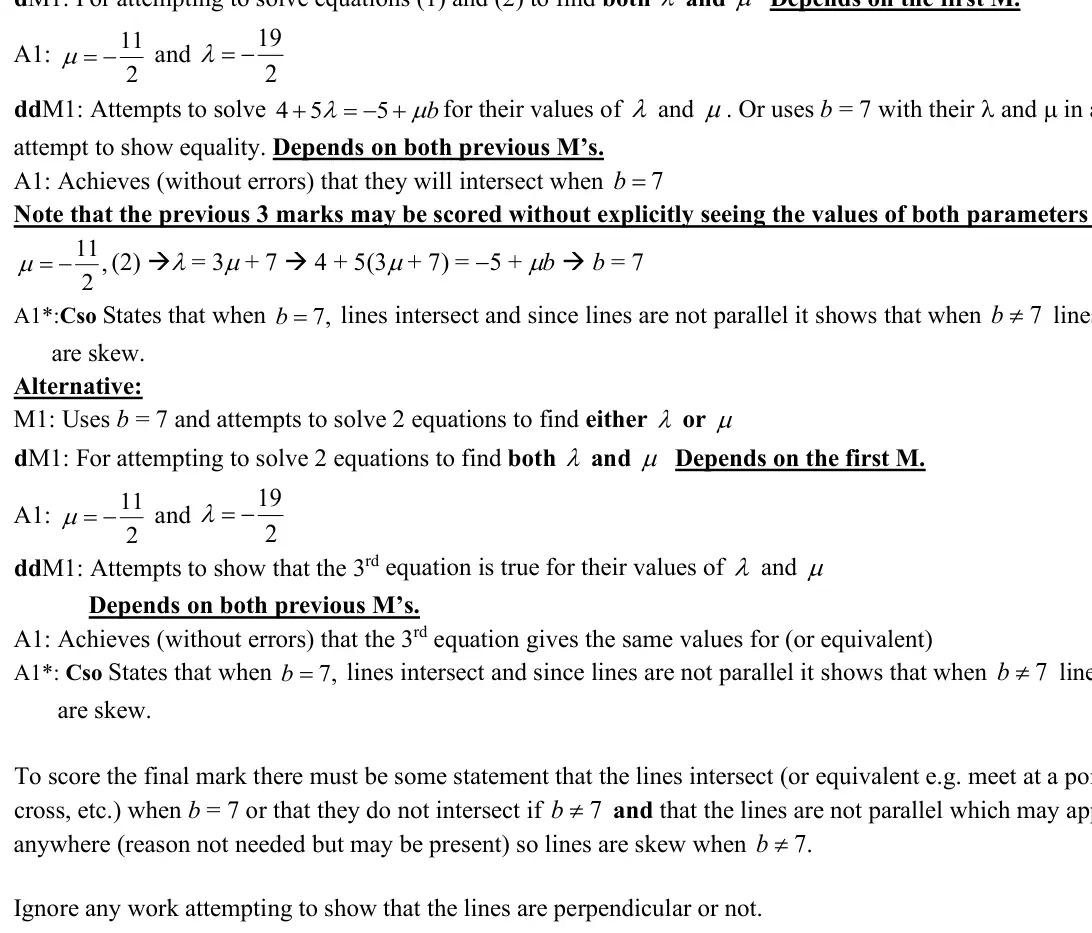 dM1: For attempting to solve equations (1) and (2) to find both λ and μ Depends on the first M.
A1: μ = −11/2 and λ = −19/2
ddM1: Attempts to solve 4 + 5λ = −5 + μb for their values of λ and μ . Or uses b = 7 with their λ and μ in
attempt to show equality. Depends on both previous M's.
A1: Achieves (without errors) that they will intersect when b = 7
Note that the previous 3 marks may be scored without explicitly seeing the values of both parameters
μ = −11/2, (2) → λ = 3μ + 7 → 4 + 5(3μ + 7) = –5 + μb → b = 7
A1*:Cso States that when b = 7, lines intersect and since lines are not parallel it shows that when b ≠ 7 line
are skew.
Alternative:
M1: Uses b = 7 and attempts to solve 2 equations to find either λ or μ
dM1: For attempting to solve 2 equations to find both λ and μ Depends on the first M.
A1: μ = −11/2 and λ = −19/2
ddM1: Attempts to show that the 3rd equation is true for their values of λ and μ
Depends on both previous M's.
A1: Achieves (without errors) that the 3rd equation gives the same values for (or equivalent)
A1*: Cso States that when b = 7, lines intersect and since lines are not parallel it shows that when b ≠ 7 line
are skew.
To score the final mark there must be some statement that the lines intersect (or equivalent e.g. meet at a
cross, etc.) when b = 7 or that they do not intersect if b ≠ 7 and that the lines are not parallel which may
anywhere (reason not needed but may be present) so lines are skew when b ≠ 7.
Ignore any work attempting to show that the lines are perpendicular or not.